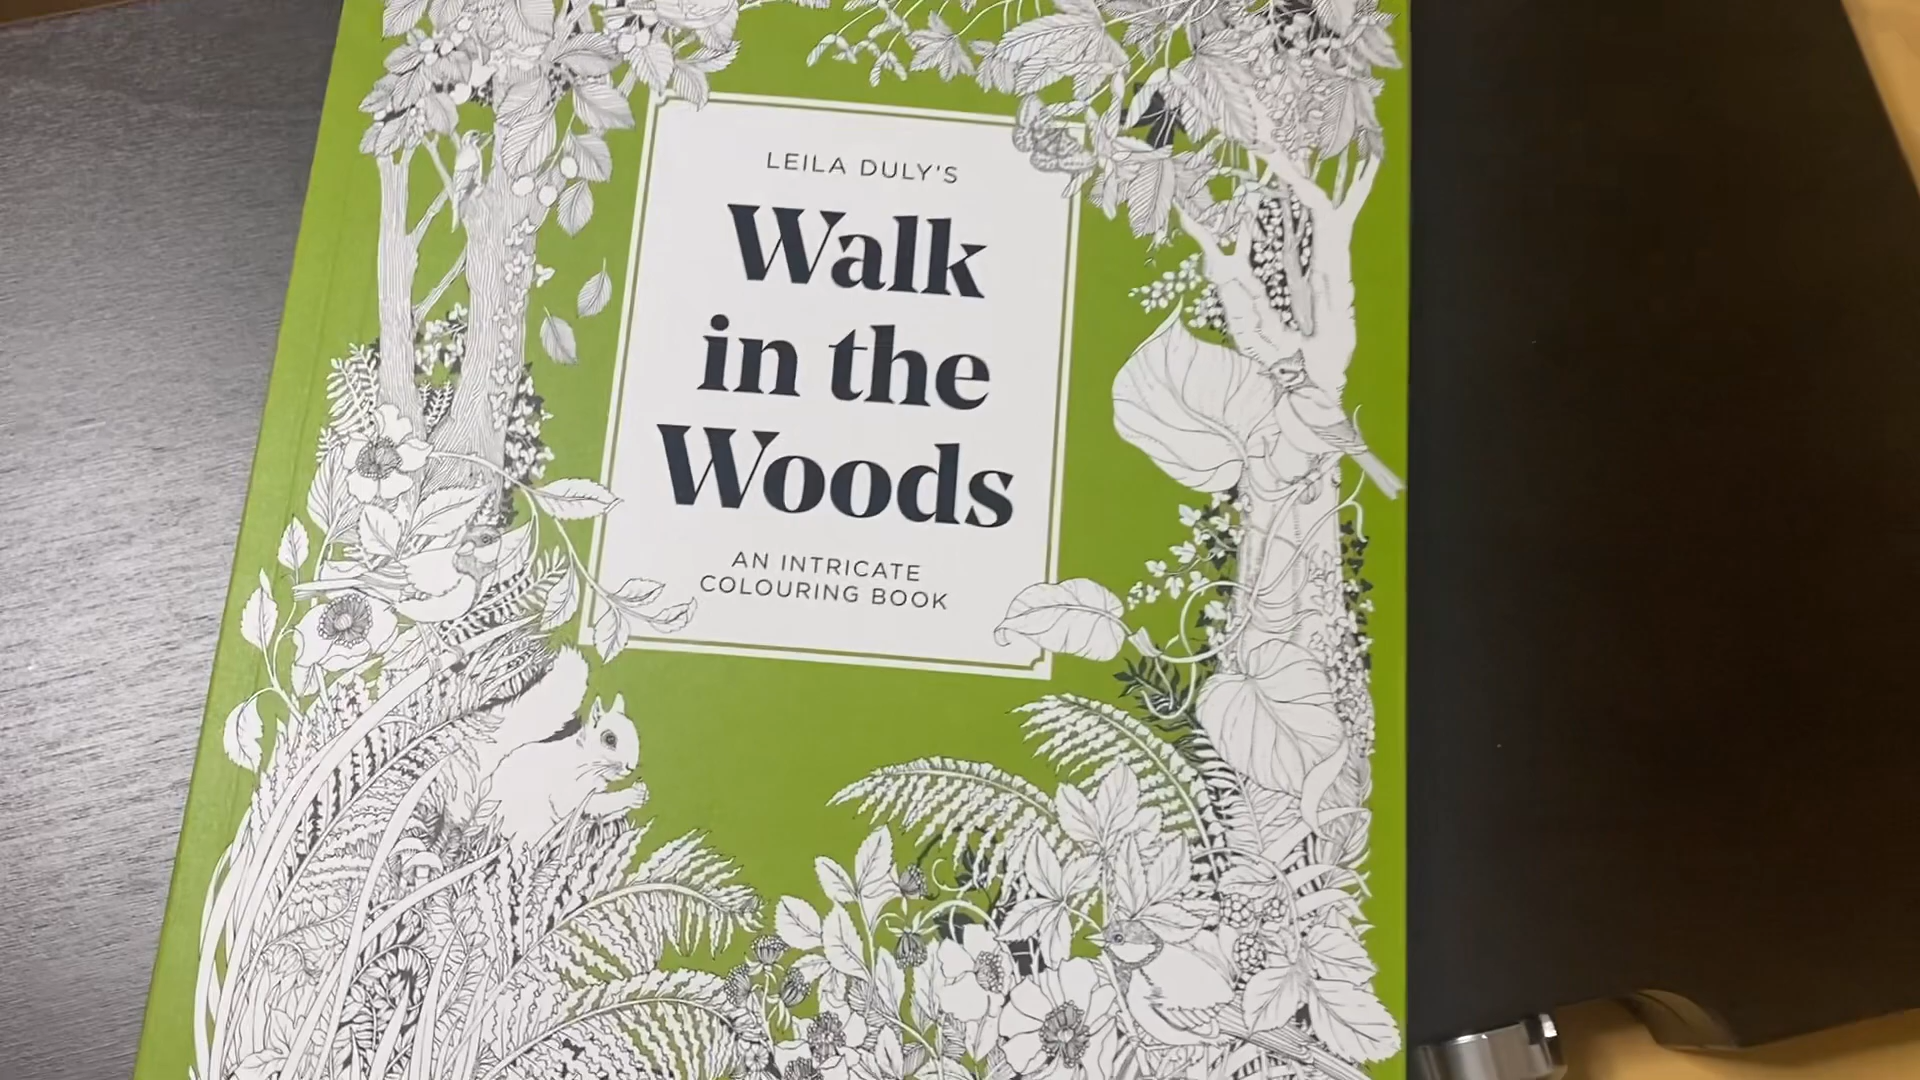 LEILA DULY'S
Walk
in the
Woods
AN INTRICATE
COLOURING BOOK